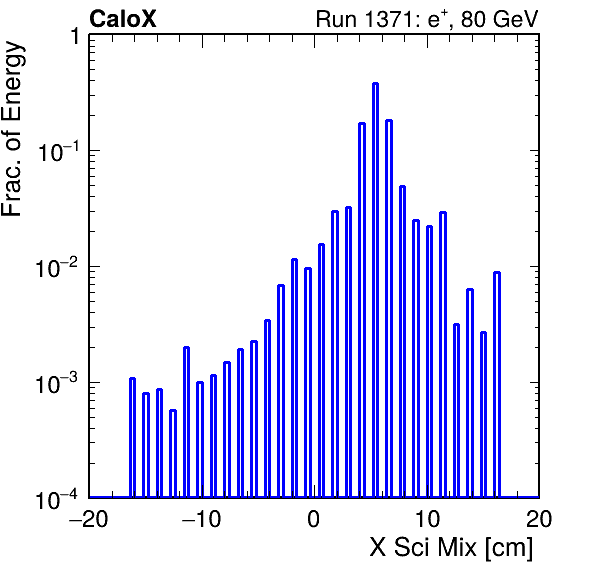 CaloX Run 1371: e⁺, 80 GeV
Frac. of Energy
1
10⁻¹
10⁻²
10⁻³
10⁻⁴
−20 −10 0 10 20
X Sci Mix [cm]